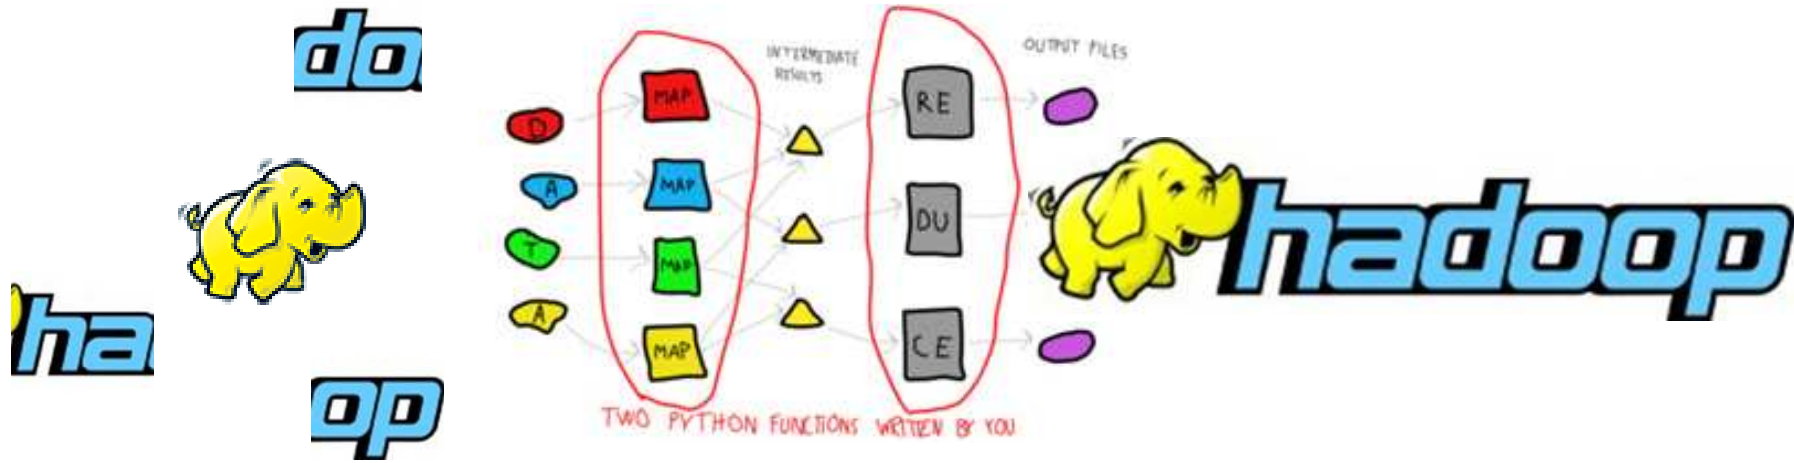 do
ha
op
D
A
T
A
MAP
MAP
MAP
MAP
INTERMEDIATE
RESULTS
RE
DU
CE
OUTPUT FILES
TWO PYTHON FUNCTIONS WRITTEN BY YOU
hadoop